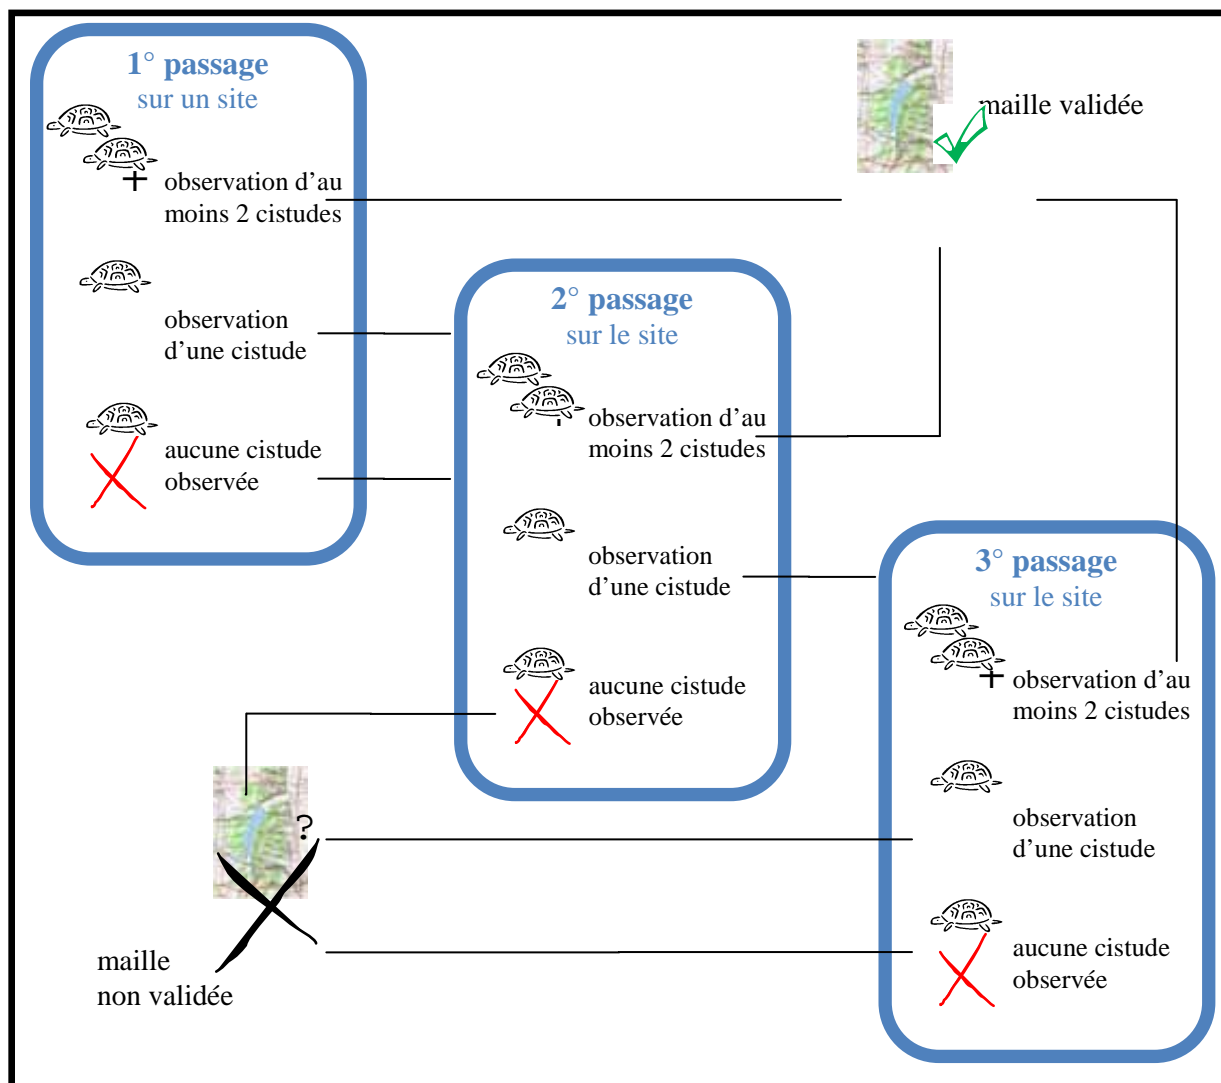 1° passage
sur un site
+
observation d'au
moins 2 cistudes
observation
d'une cistude
aucune cistude
observée
maille validée
2° passage
sur le site
observation d'au
moins 2 cistudes
observation
d'une cistude
aucune cistude
observée
3° passage
sur le site
+
observation d'au
moins 2 cistudes
observation
d'une cistude
aucune cistude
observée
?
maille
non validée